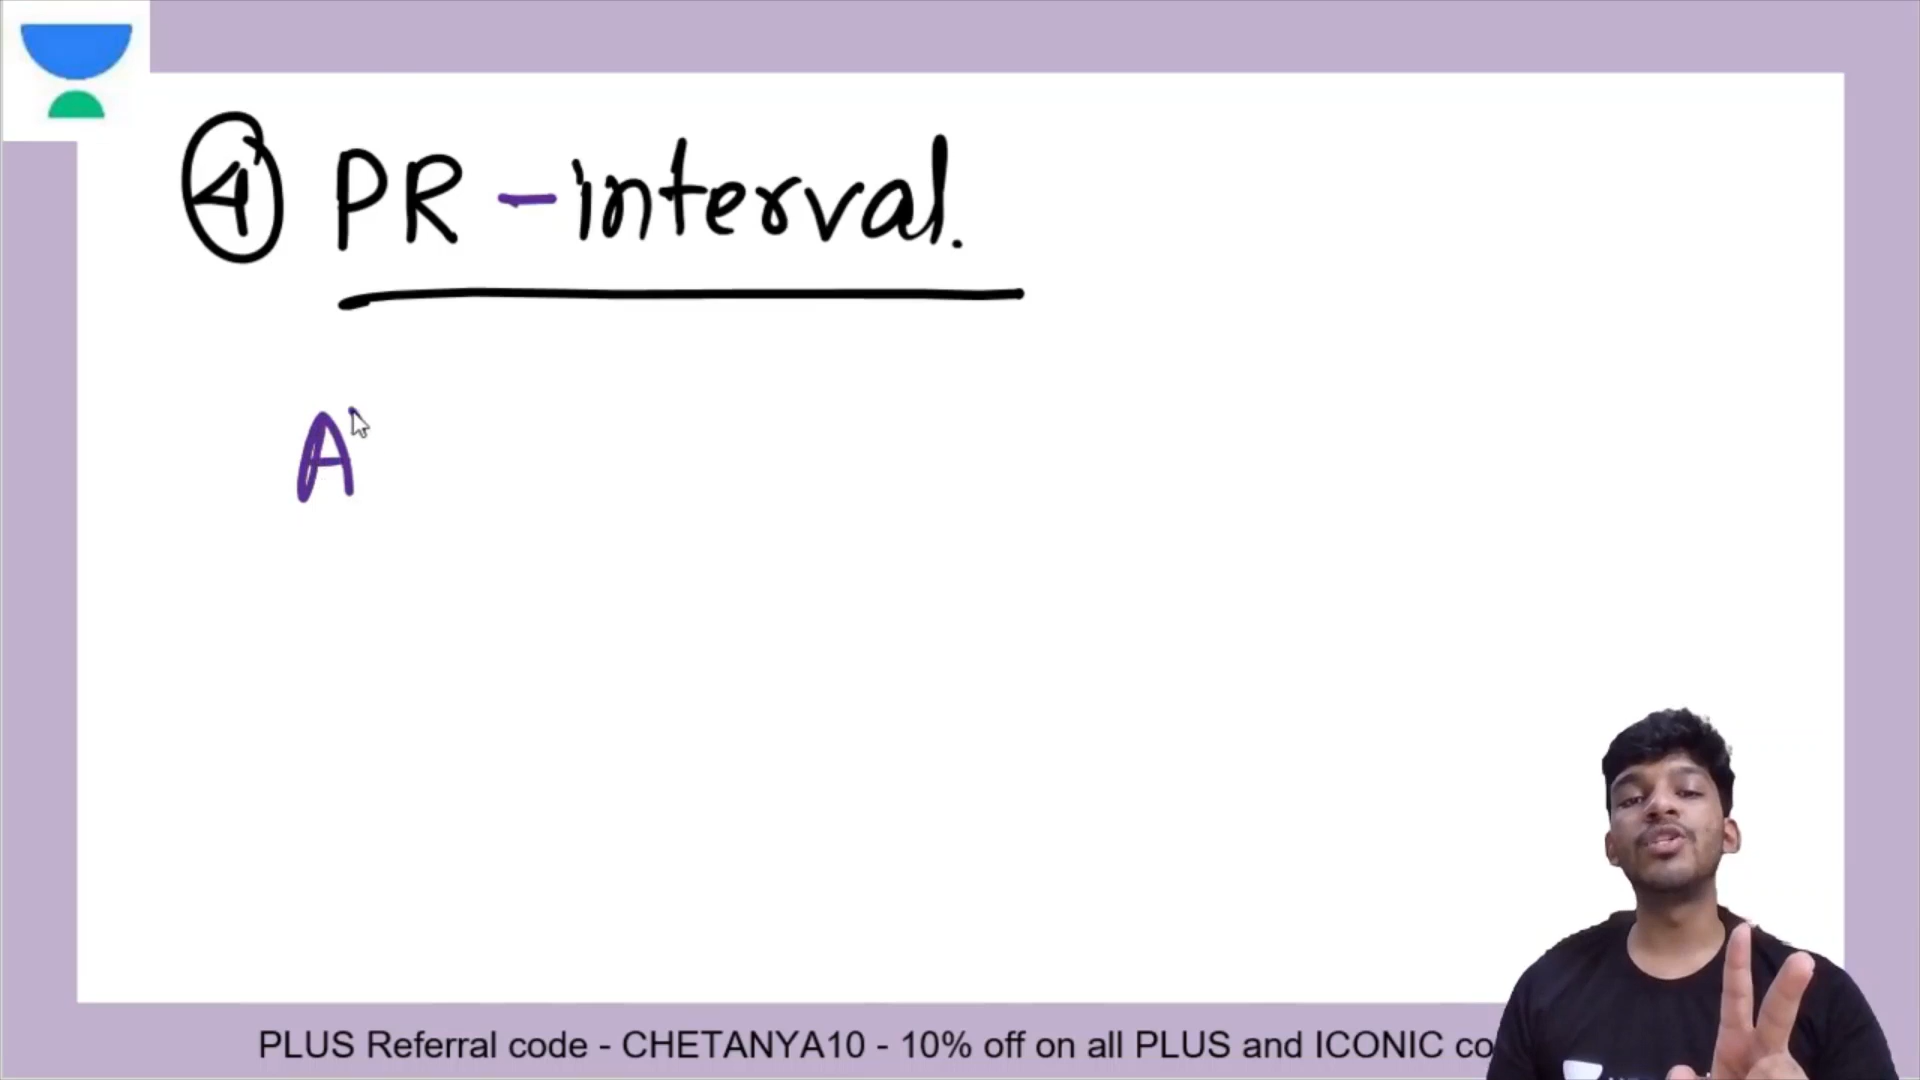 ④ PR - interval.
A
PLUS Referral code - CHETANYA10 - 10% off on all PLUS and ICONIC co